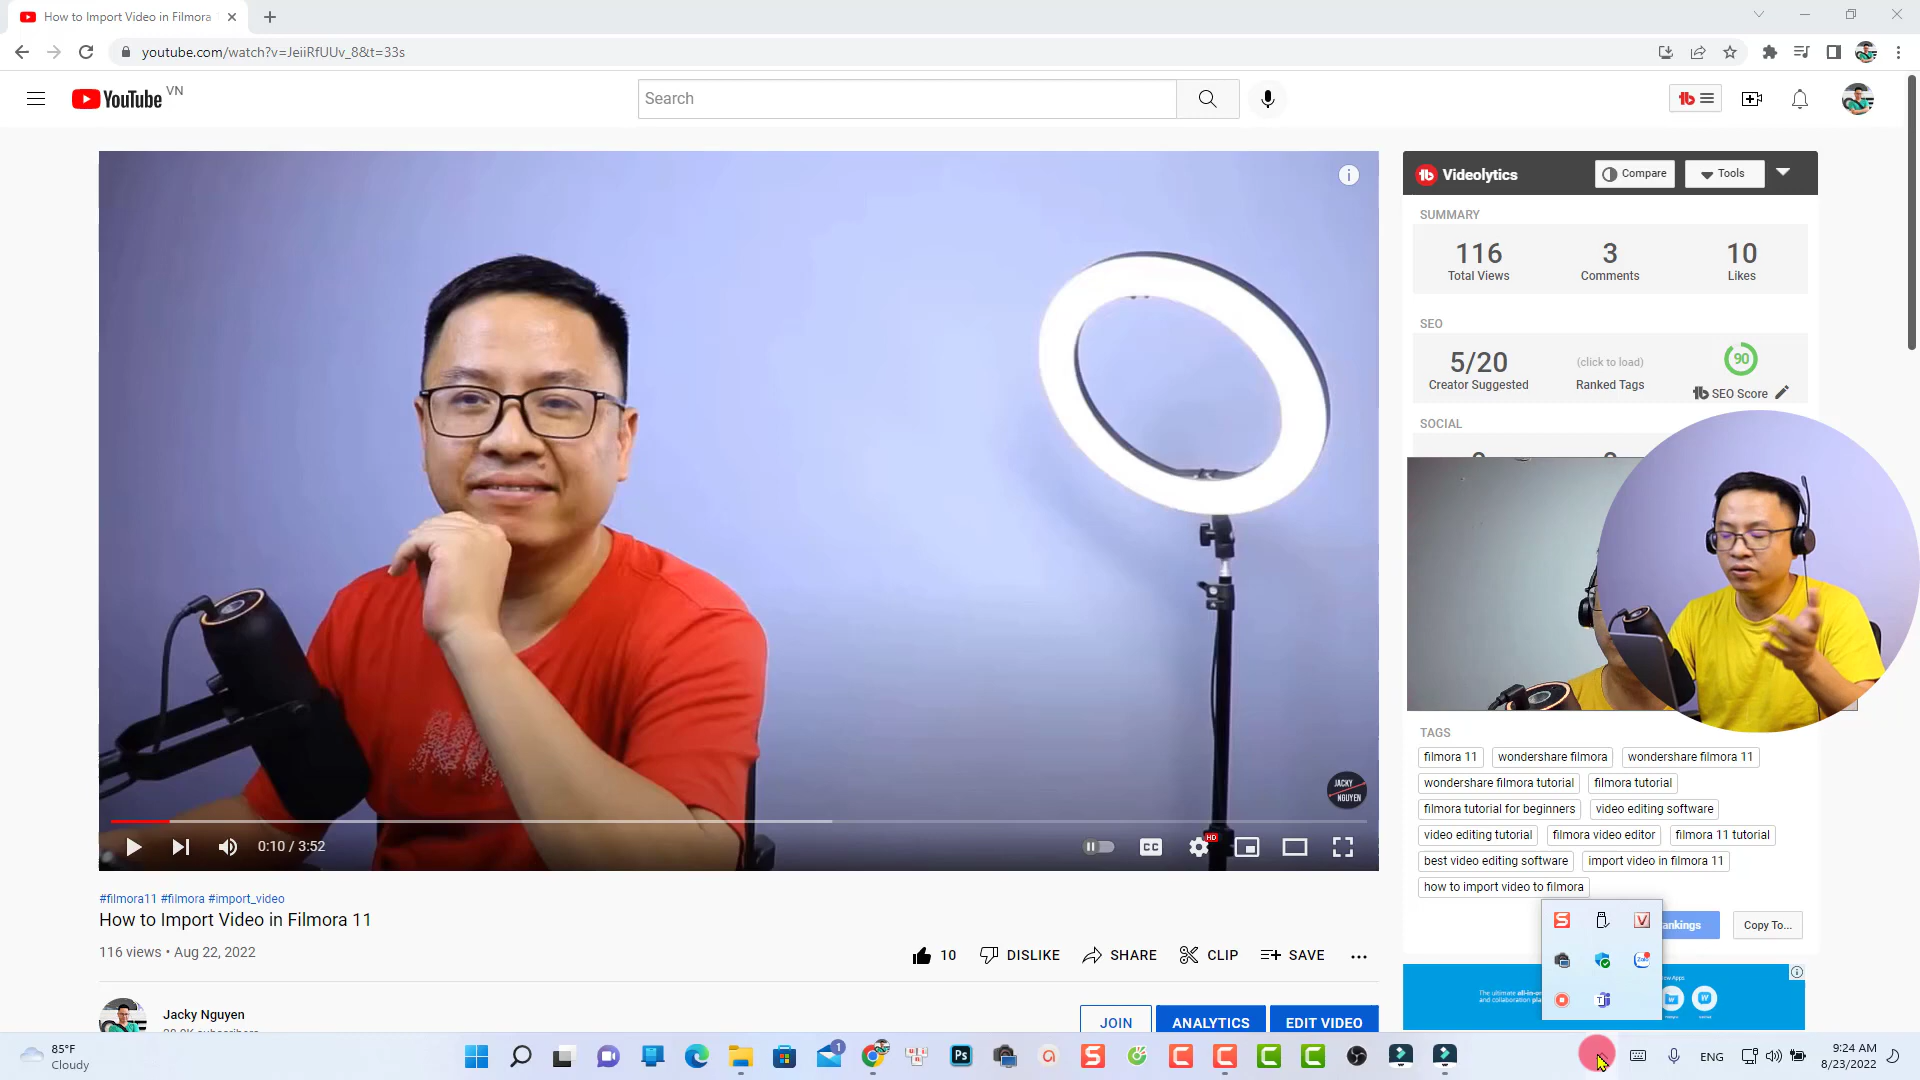 How to Import Video in Filmora
youtube.com/watch?v=JeiiRfUUv_8&t=33s
YouTube VN
Search
Videolytics
Compare
Tools
SUMMARY
116 3 10
Total Views Comments Likes
SEO
5/20 (click to load) 90
Creator Suggested Ranked Tags SEO Score
SOCIAL
TAGS
filmora 11 wondershare filmora wondershare filmora 11
wondershare filmora tutorial filmora tutorial
filmora tutorial for beginners video editing software
video editing tutorial filmora video editor filmora 11 tutorial
best video editing software import video in filmora 11
how to import video to filmora
ankings Copy To...
JACKY
NGUYEN
0:10 / 3:52
CC HD
#filmora11 #filmora #import_video
How to Import Video in Filmora 11
116 views • Aug 22, 2022
10 DISLIKE SHARE CLIP SAVE
Jacky Nguyen
JOIN ANALYTICS EDIT VIDEO
85°F
Cloudy
1
Ps
ENG
9:24 AM
8/23/2022